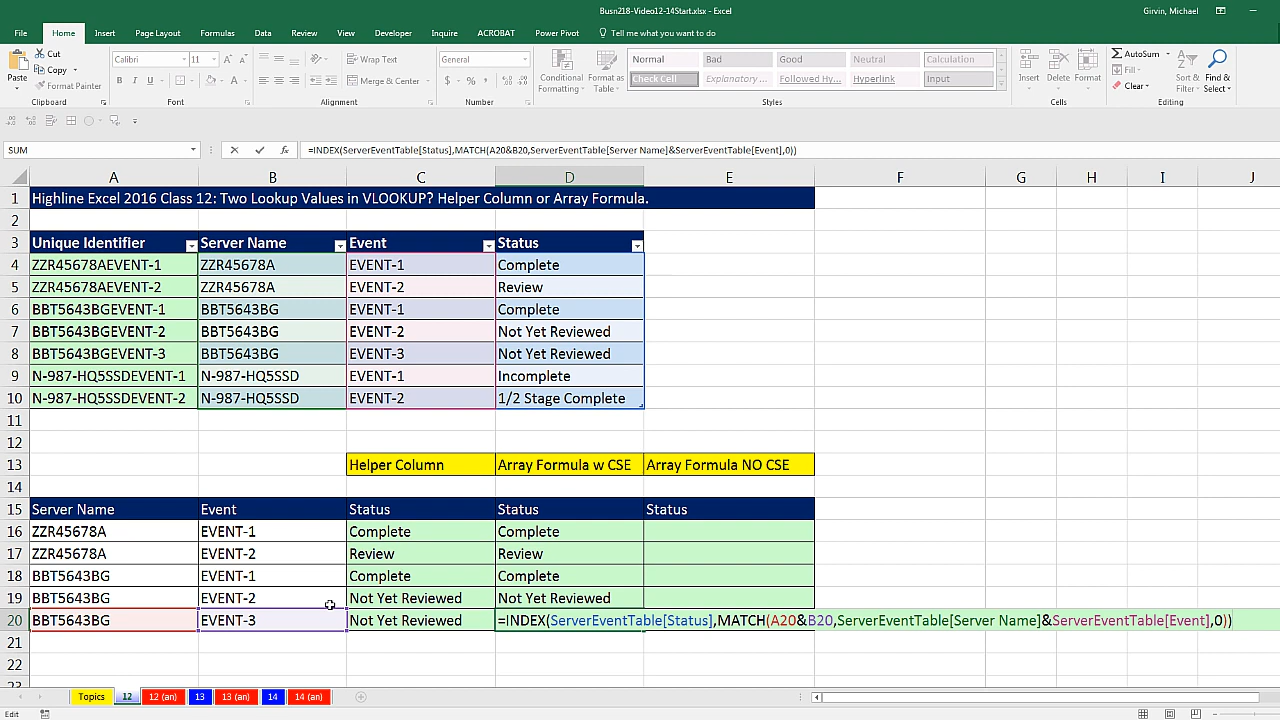 Busn218-Video12-14Start.xlsx - Excel
Girvin, Michael
File Home Insert Page Layout Formulas Data Review View Developer Inquire ACROBAT Power Pivot Tell me what you want to do
Paste
Cut
Copy
Format Painter
Clipboard
Calibri 11
B I U
Font
Wrap Text
Merge & Center
Alignment
General
$ % ,
Number
Conditional Formatting
Format as Table
Normal Bad Good Neutral Calculation
Check Cell Explanatory ... Followed Hy... Hyperlink Input
Styles
Insert Delete Format
Cells
AutoSum
Fill
Clear
Sort & Filter
Find & Select
Editing
SUM
fx
=INDEX(ServerEventTable[Status],MATCH(A20&B20,ServerEventTable[Server Name]&ServerEventTable[Event],0))
A B C D E F G H I J
1 Highline Excel 2016 Class 12: Two Lookup Values in VLOOKUP? Helper Column or Array Formula.
2
3 Unique Identifier Server Name Event Status
4 ZZR45678AEVENT-1 ZZR45678A EVENT-1 Complete
5 ZZR45678AEVENT-2 ZZR45678A EVENT-2 Review
6 BBT5643BGEVENT-1 BBT5643BG EVENT-1 Complete
7 BBT5643BGEVENT-2 BBT5643BG EVENT-2 Not Yet Reviewed
8 BBT5643BGEVENT-3 BBT5643BG EVENT-3 Not Yet Reviewed
9 N-987-HQ5SSDEVENT-1 N-987-HQ5SSD EVENT-1 Incomplete
10 N-987-HQ5SSDEVENT-2 N-987-HQ5SSD EVENT-2 1/2 Stage Complete
11
12
13 Helper Column Array Formula w CSE Array Formula NO CSE
14
15 Server Name Event Status Status Status
16 ZZR45678A EVENT-1 Complete Complete
17 ZZR45678A EVENT-2 Review Review
18 BBT5643BG EVENT-1 Complete Complete
19 BBT5643BG EVENT-2 Not Yet Reviewed Not Yet Reviewed
20 BBT5643BG EVENT-3 Not Yet Reviewed =INDEX(ServerEventTable[Status],MATCH(A20&B20,ServerEventTable[Server Name]&ServerEventTable[Event],0))
21
22
23
Topics 12 12 (an) 13 13 (an) 14 14 (an)
Edit